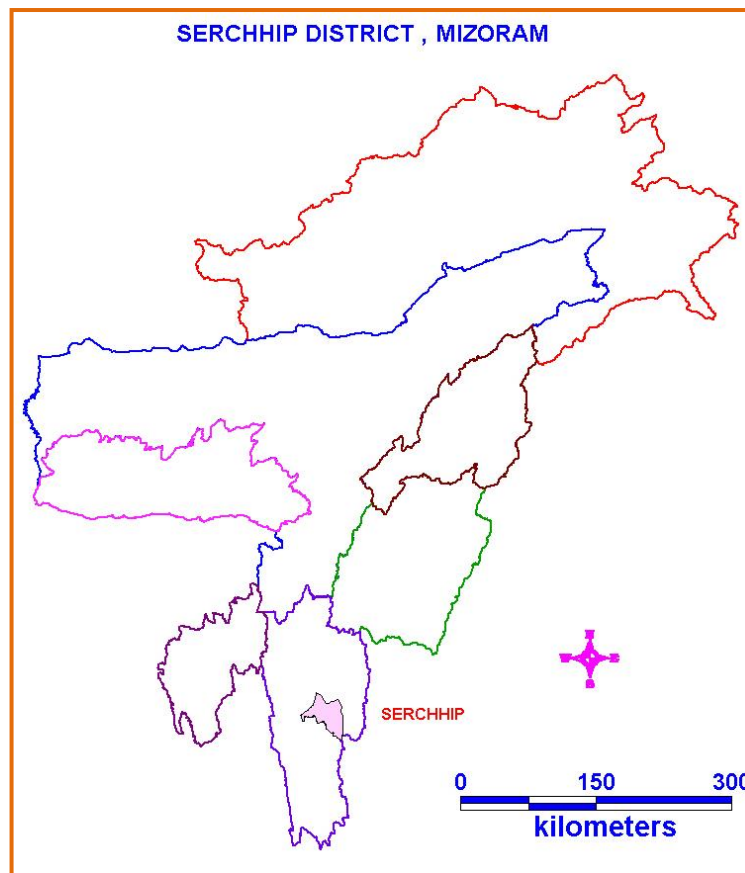 SERCHHIP DISTRICT , MIZORAM
N
W E
S
SERCHHIP
0 150 300
kilometers